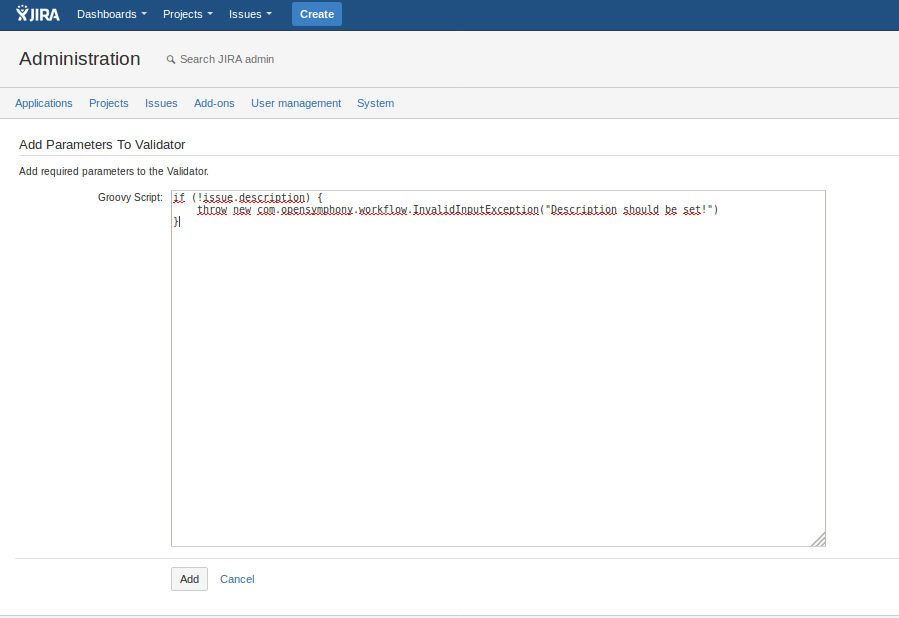 JIRA Dashboards Projects Issues Create
Administration Search JIRA admin
Applications Projects Issues Add-ons User management System
Add Parameters To Validator
Add required parameters to the Validator.
Groovy Script: if (!issue.description) {
throw new com.opensymphony.workflow.InvalidInputException("Description should be set!")
}
Add Cancel